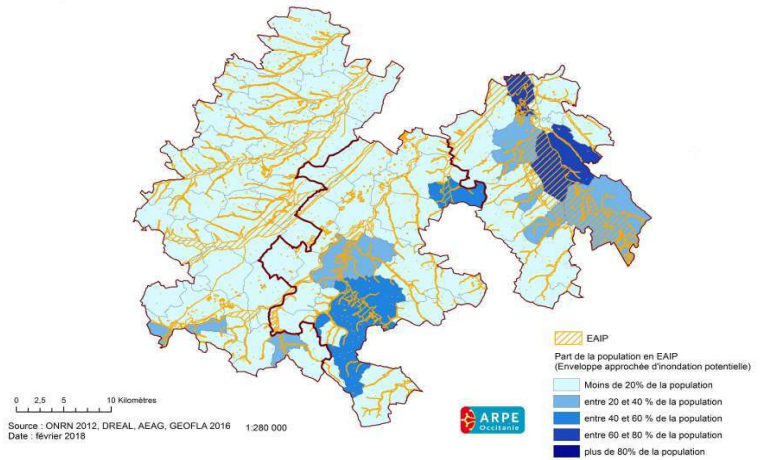 EAIP
Part de la population en EAIP
(Enveloppe approchée d'inondation potentielle)
Moins de 20% de la population
entre 20 et 40 % de la population
entre 40 et 60 % de la population
entre 60 et 80 % de la population
plus de 80% de la population
0 2,5 5 10 Kilomètres
Source : ONRN 2012, DREAL, AEAG, GEOFLA 2016 1:280 000
Date : février 2018
ARPE
Occitanie